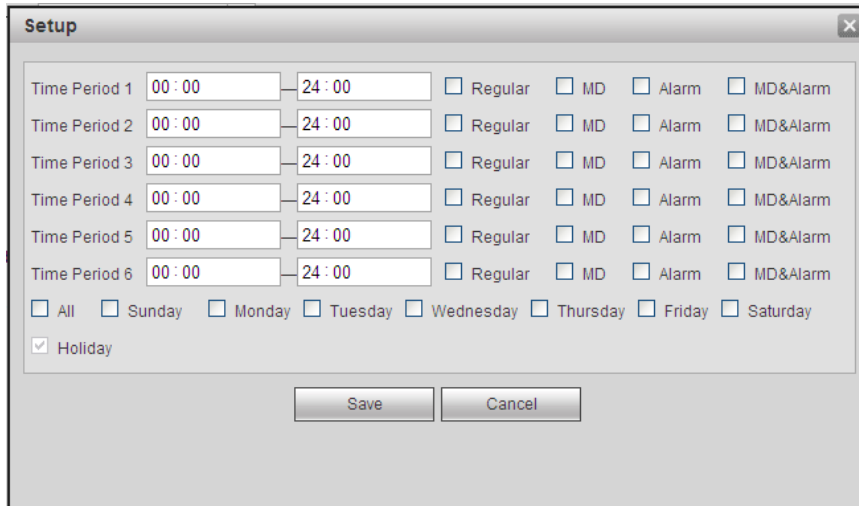 Setup
Time Period 1 00:00 — 24:00 Regular MD Alarm MD&Alarm
Time Period 2 00:00 — 24:00 Regular MD Alarm MD&Alarm
Time Period 3 00:00 — 24:00 Regular MD Alarm MD&Alarm
Time Period 4 00:00 — 24:00 Regular MD Alarm MD&Alarm
Time Period 5 00:00 — 24:00 Regular MD Alarm MD&Alarm
Time Period 6 00:00 — 24:00 Regular MD Alarm MD&Alarm
All Sunday Monday Tuesday Wednesday Thursday Friday Saturday
Holiday
Save Cancel